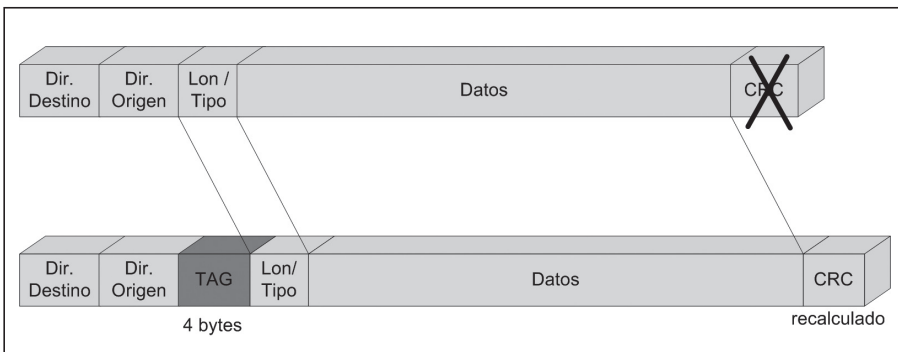 Dir.
Destino
Dir.
Origen
Lon /
Tipo
Datos
CRC
Dir.
Destino
Dir.
Origen
TAG
Lon/
Tipo
Datos
CRC
4 bytes
recalculado